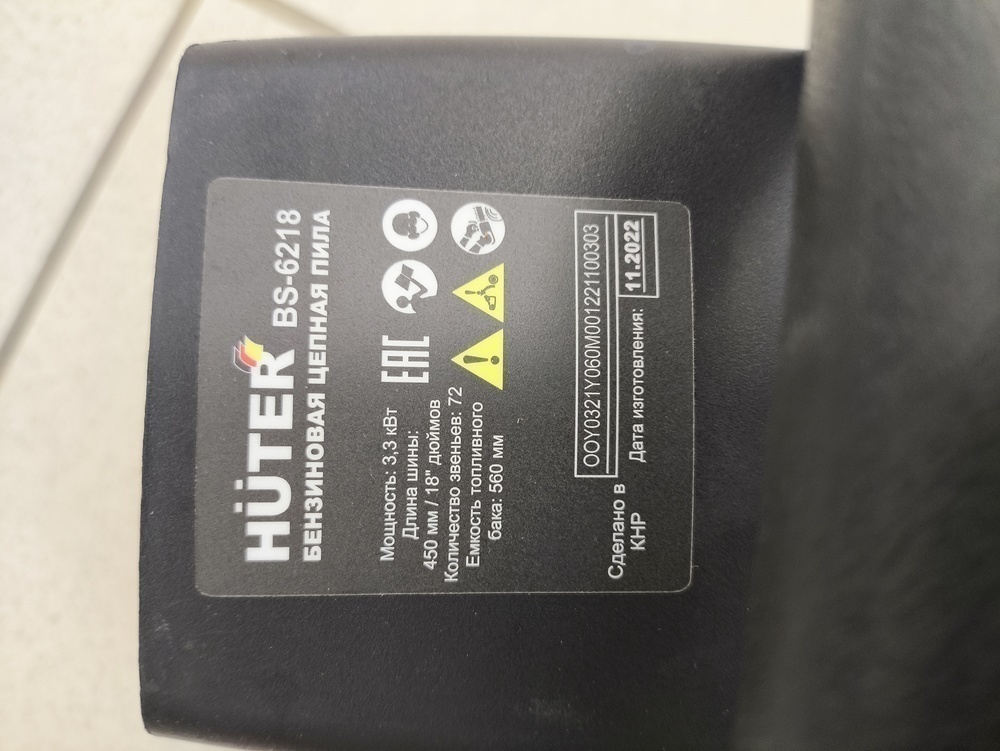 HÜTER BS-6218
БЕНЗИНОВАЯ ЦЕПНАЯ ПИЛА
Мощность: 3,3 кВт
Длина шины:
450 мм / 18" дюймов
Количество звеньев: 72
Емкость топливного
бака: 560 мм
EAC
OOY0321Y060M001221100303
Сделано в
КНР
Дата изготовления: 11.2022